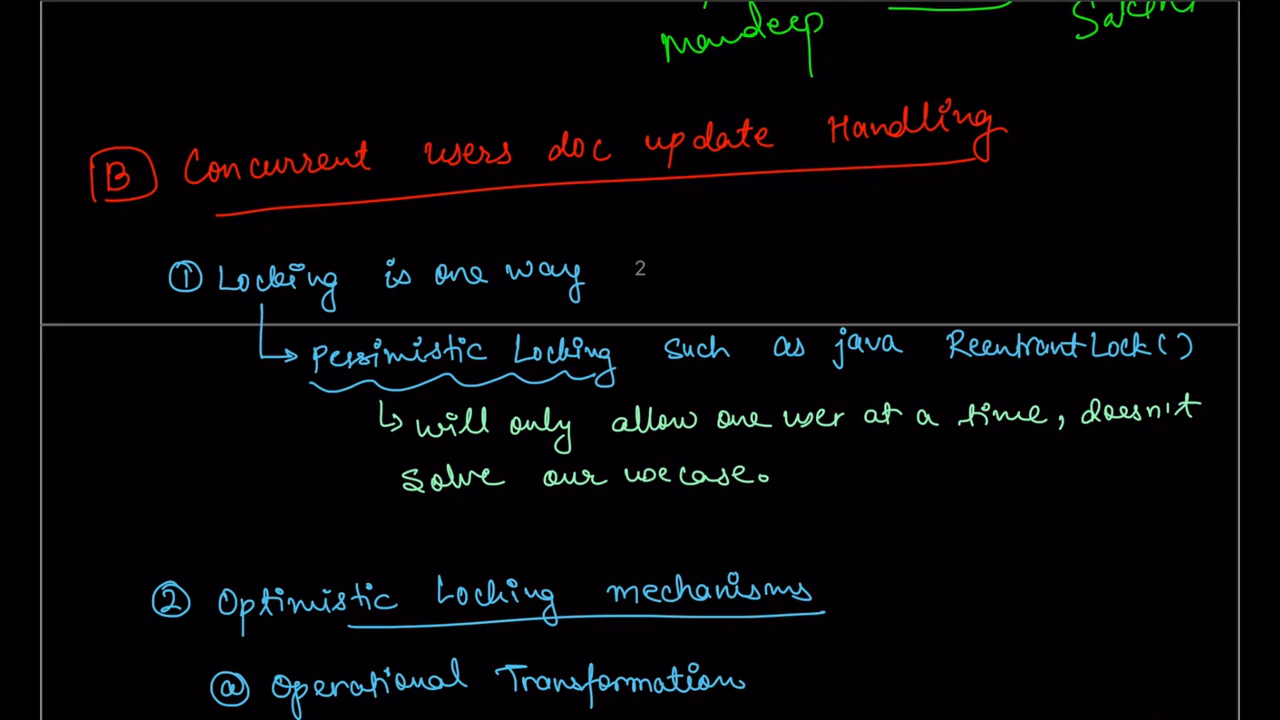 mandeep
B Concurrent users doc update Handling
① Locking is one way
2
↳ Pessimistic Locking such as java ReentrantLock()
↳ will only allow one user at a time, doesn't
solve our usecase.
② Optimistic Locking mechanisms
ⓐ Operational Transformation